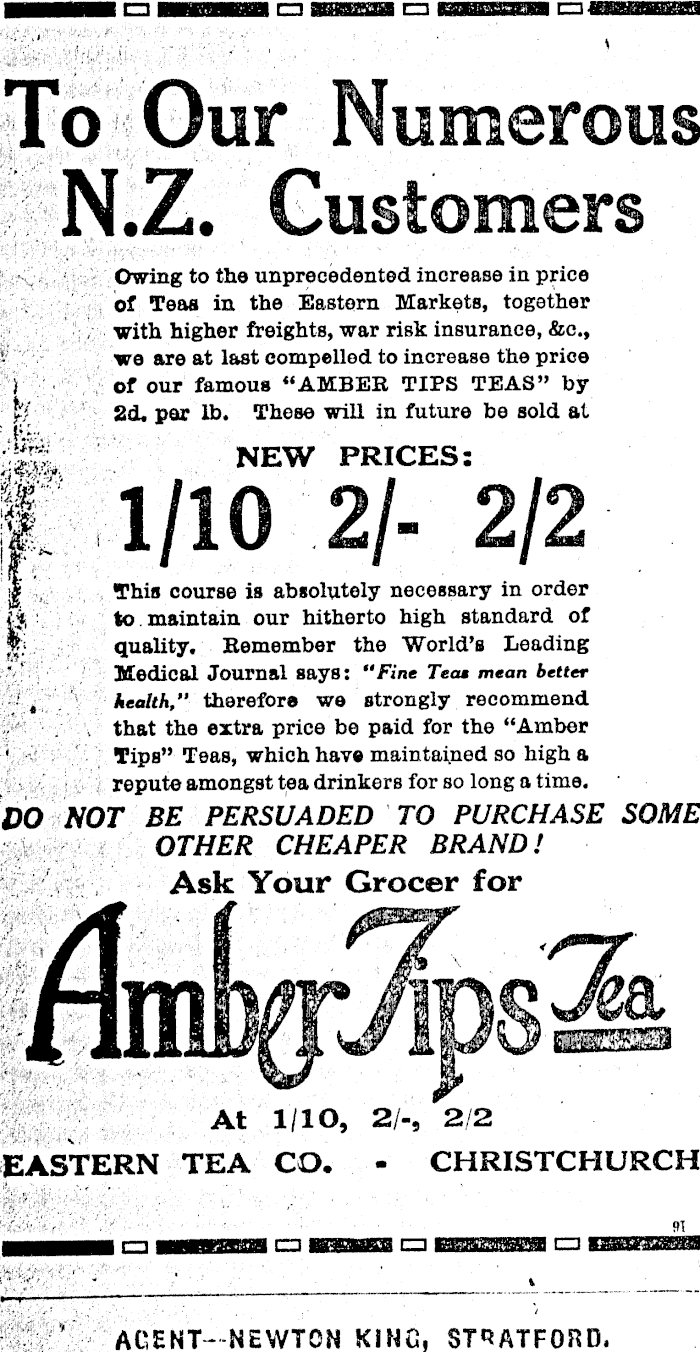 To Our Numerous
N.Z. Customers
Owing to the unprecedented increase in price
of Teas in the Eastern Markets, together
with higher freights, war risk insurance, &c.,
we are at last compelled to increase the price
of our famous "AMBER TIPS TEAS" by
2d. per lb. These will in future be sold at
NEW PRICES:
1/10 2/- 2/2
This course is absolutely necessary in order
to maintain our hitherto high standard of
quality. Remember the World's Leading
Medical Journal says: "Fine Teas mean better
health," therefore we strongly recommend
that the extra price be paid for the "Amber
Tips" Teas, which have maintained so high a
repute amongst tea drinkers for so long a time.
DO NOT BE PERSUADED TO PURCHASE SOME
OTHER CHEAPER BRAND!
Ask Your Grocer for
Amber Tips Tea
At 1/10, 2/-, 2/2
EASTERN TEA CO. - CHRISTCHURCH
91
AGENT--NEWTON KING, STRATFORD.